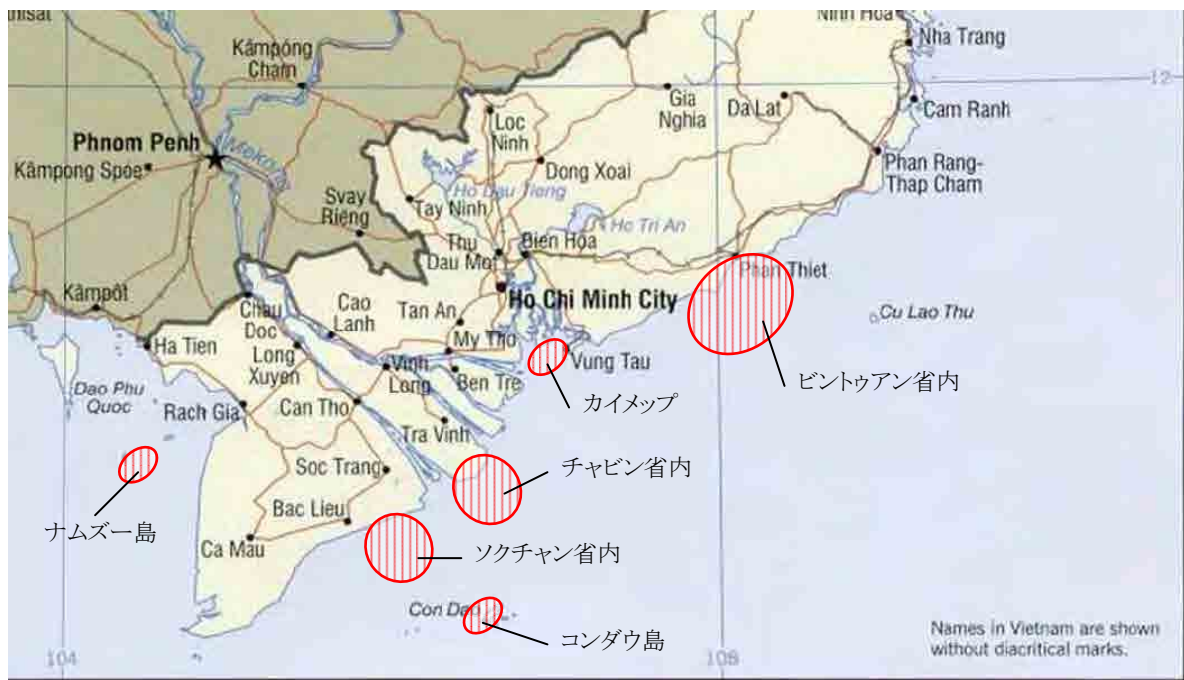 Ninh Hoa
Nha Trang
Kâmpóng
Cham
12
Gia
Nghia
Da Lat
Cam Ranh
Loc
Ninh
Phnom Penh
Mekong
Kâmpong Spóe
Dong Xoai
Phan Rang-
Thap Cham
Ho Dau Tieng
Svay
Rieng
Tay Ninh
Ho Tri An
Thu
Dau Mot
Bien Hoa
Phan Thiet
Kâmpôt
Chau
Doc
Cao
Lanh
Tan An
Ho Chi Minh City
Cu Lao Thu
Ha Tien
Long
Xuyen
My Tho
Vung Tau
Vinh
Long
Ben Tre
ビントゥアン省内
Dao Phu
Quoc
Rach Gia
Can Tho
カイメップ
Tra Vinh
Soc Trang
チャビン省内
Bac Lieu
ナムズー島
Ca Mau
ソクチャン省内
Con Dao
コンダウ島
Names in Vietnam are shown
without diacritical marks.
104
108